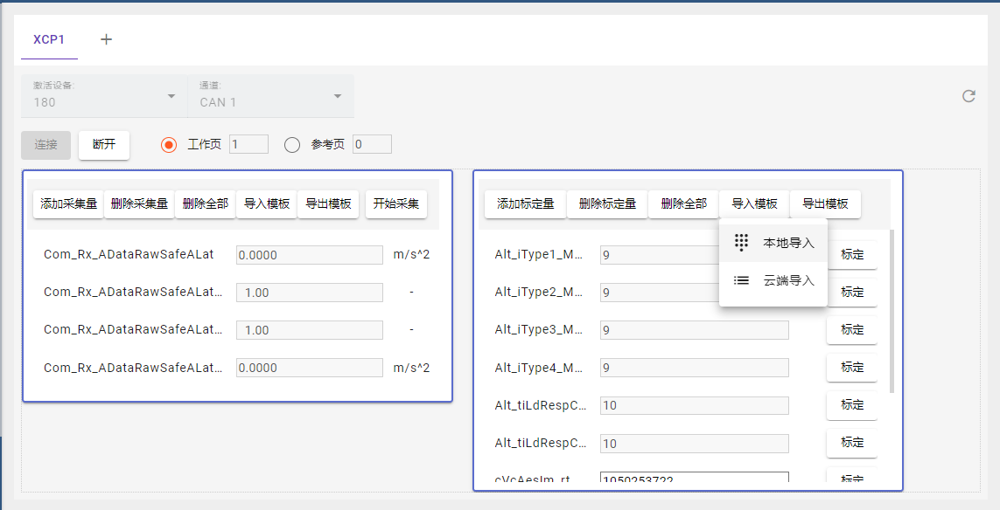 XCP1 +
激活设备: 通道:
180 CAN 1
连接 断开 工作页 1 参考页 0
添加采集量 删除采集量 删除全部 导入模板 导出模板 开始采集
Com_Rx_ADataRawSafeALat 0.0000 m/s^2
Com_Rx_ADataRawSafeALat... 1.00 -
Com_Rx_ADataRawSafeALat... 1.00 -
Com_Rx_ADataRawSafeALat... 0.0000 m/s^2
添加标定量 删除标定量 删除全部 导入模板 导出模板
本地导入
云端导入
Alt_iType1_M... 9 标定
Alt_iType2_M... 9 标定
Alt_iType3_M... 9 标定
Alt_iType4_M... 9 标定
Alt_tiLdRespC... 10 标定
Alt_tiLdRespC... 10 标定
cVcAesIm_rt 1050253722 标定